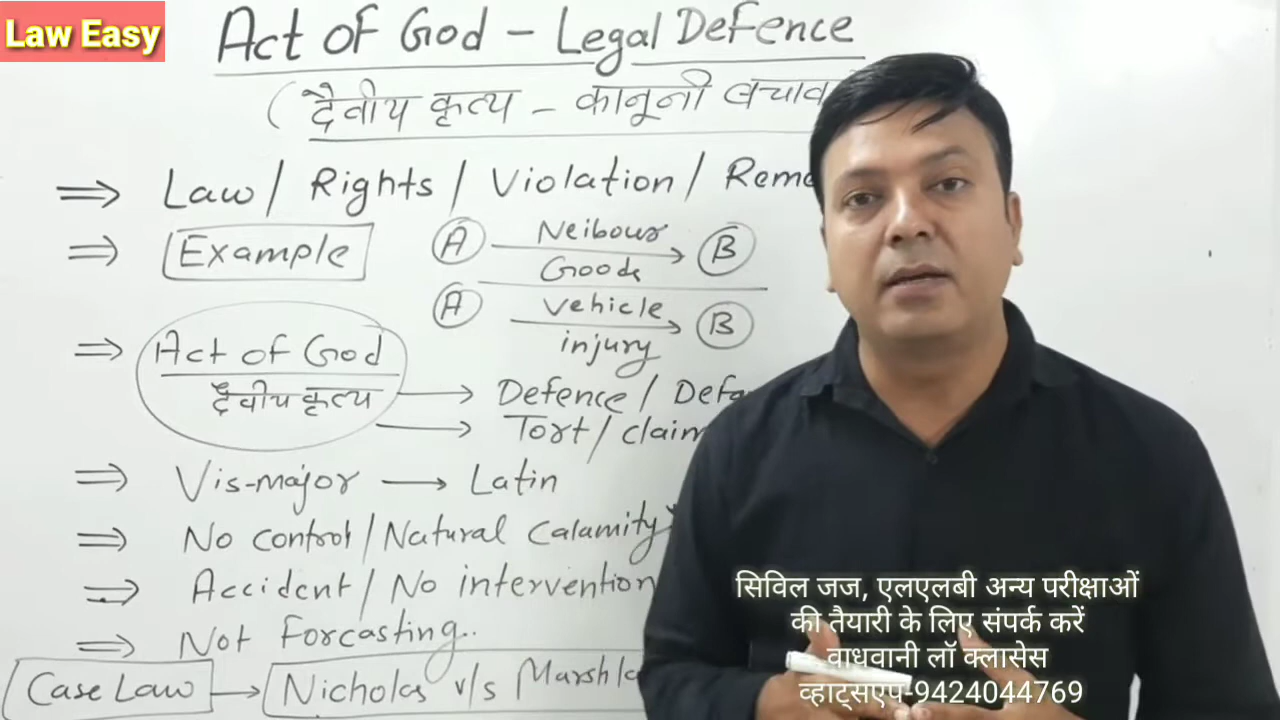 Law Easy
Act of God - Legal Defence
(दैवीय कृत्य - कानूनी बचाव
⇒ Law / Rights / Violation / Reme
⇒ Example A Neibour B
Goods
A Vehicle B
injury
⇒ Act of God
दैवीय कृत्य → Defence / Defa
→ Tort / claim
⇒ Vis-major → Latin
⇒ No control / Natural calamity
⇒ Accident / No intervention
⇒ Not Forcasting..
Case Law → Nicholas v/s Marshla
सिविल जज, एलएलबी अन्य परीक्षाओं
की तैयारी के लिए संपर्क करें
वाधवानी लॉ क्लासेस
व्हाट्सएप-9424044769